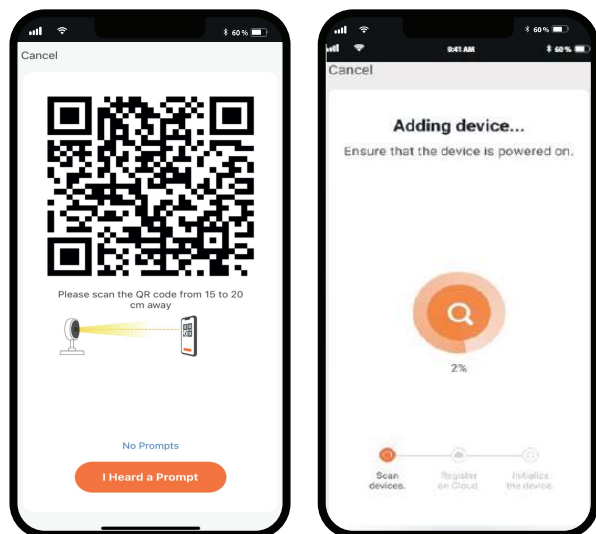 60 %
Cancel
Please scan the QR code from 15 to 20
cm away
No Prompts
I Heard a Prompt
60 %
9:41 AM
60 %
Cancel
Adding device...
Ensure that the device is powered on.
2%
Scan
devices.
Register
on Cloud.
Initialize
the device.